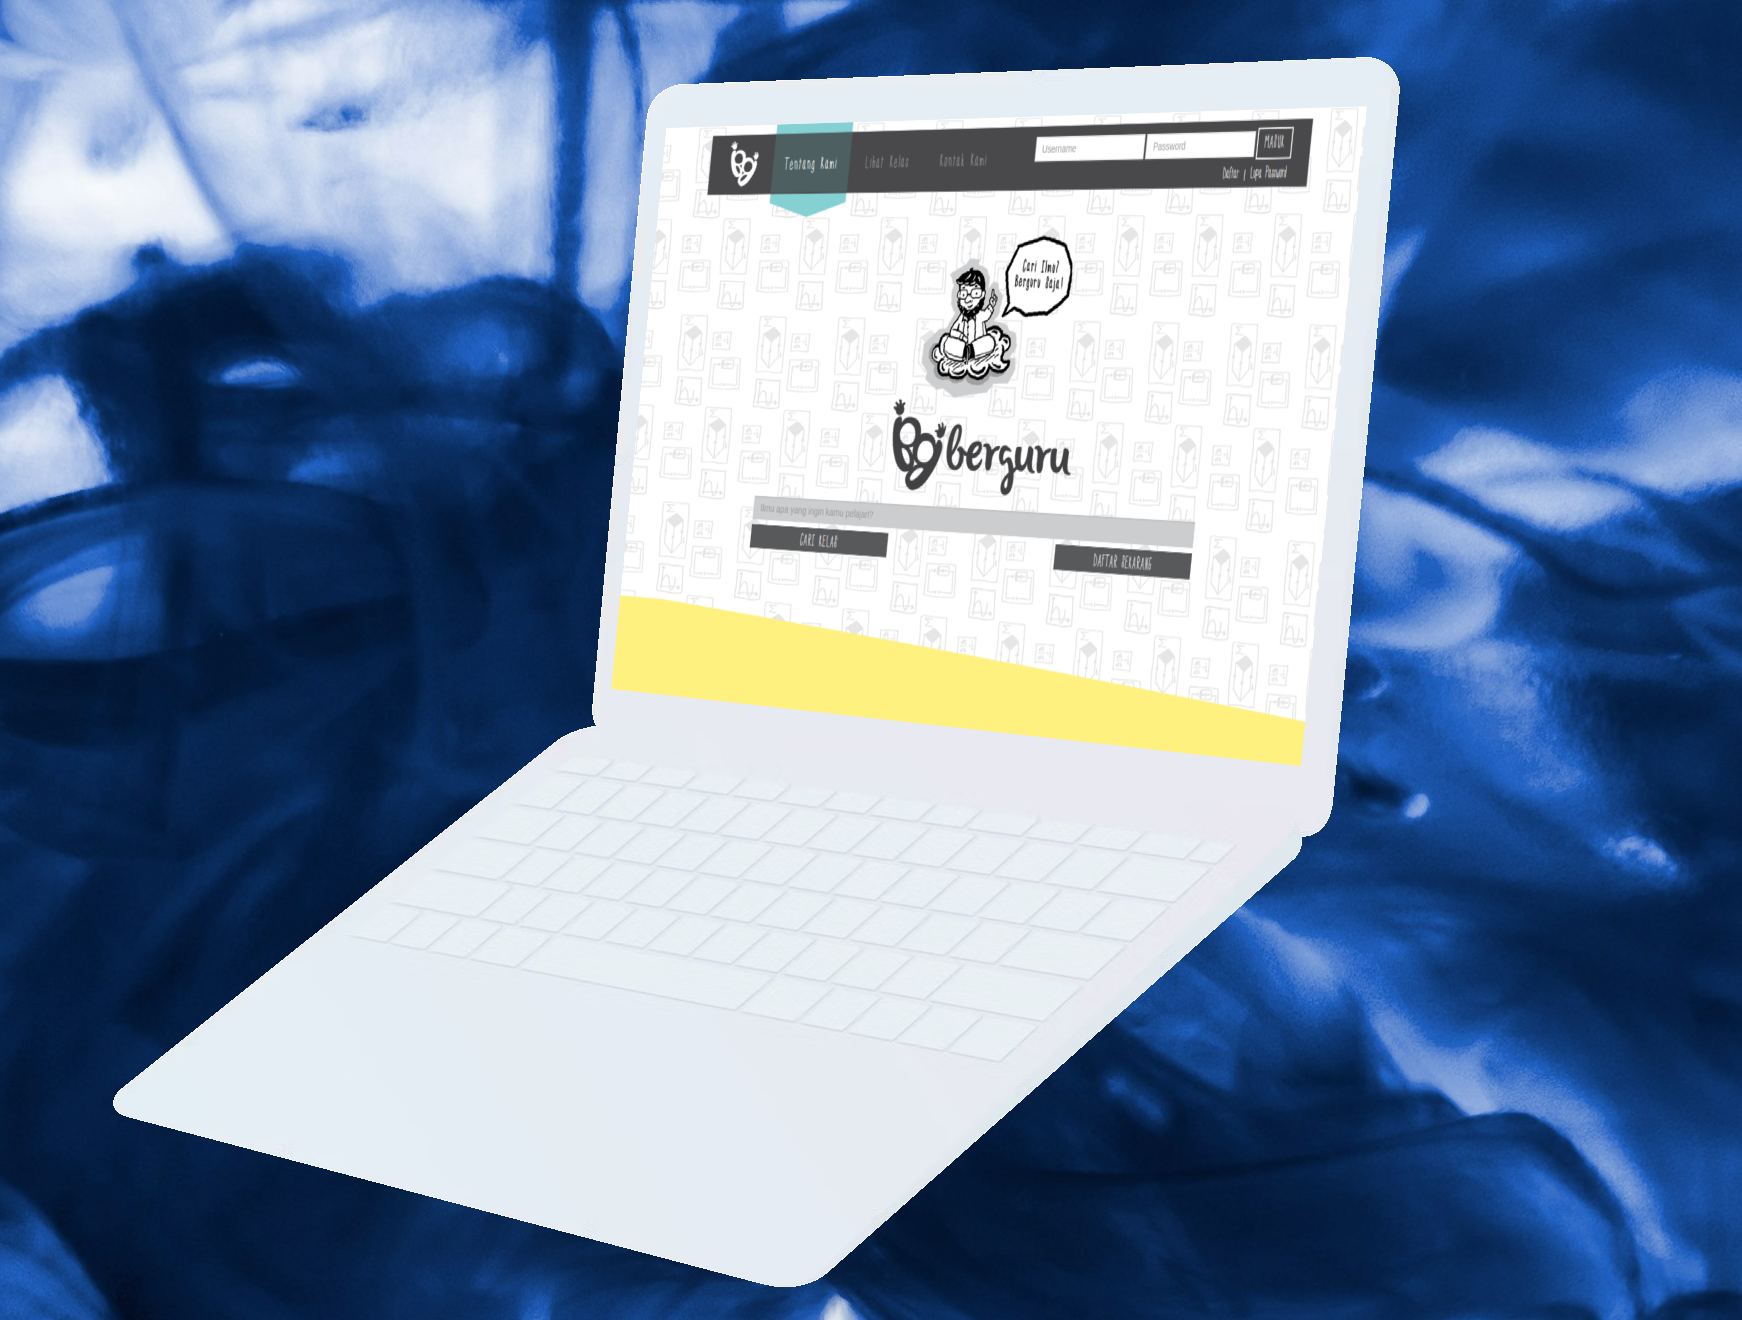 Tentang Kami
Lihat Kelas
Kontak Kami
Username
Password
MASUK
Daftar | Lupa Password
Cari Ilmu?
Berguru Saja!
berguru
Ilmu apa yang ingin kamu pelajari?
CARI KELAS
DAFTAR SEKARANG